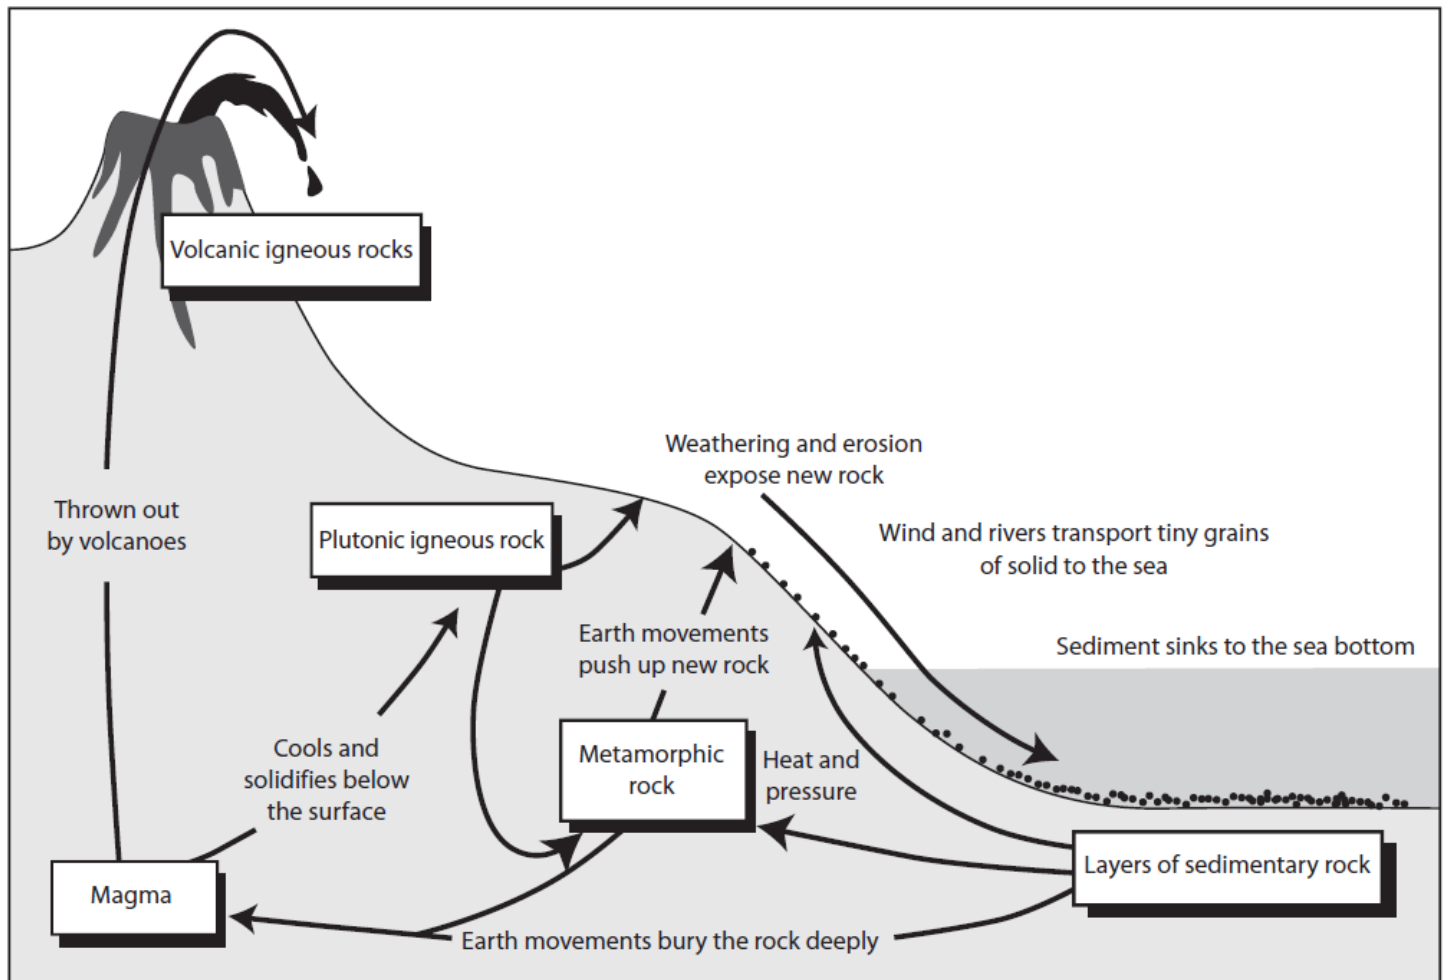 Volcanic igneous rocks
Weathering and erosion
expose new rock
Thrown out
by volcanoes
Plutonic igneous rock
Wind and rivers transport tiny grains
of solid to the sea
Earth movements
push up new rock
Sediment sinks to the sea bottom
Cools and
solidifies below
the surface
Metamorphic
rock
Heat and
pressure
Layers of sedimentary rock
Magma
Earth movements bury the rock deeply